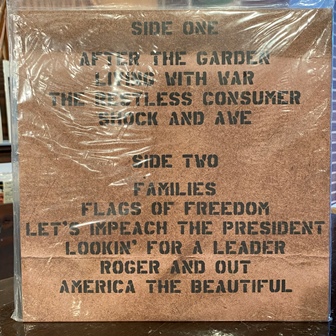 SIDE ONE
AFTER THE GARDEN
LIVING WITH WAR
THE RESTLESS CONSUMER
SHOCK AND AWE
SIDE TWO
FAMILIES
FLAGS OF FREEDOM
LET'S IMPEACH THE PRESIDENT
LOOKIN' FOR A LEADER
ROGER AND OUT
AMERICA THE BEAUTIFUL